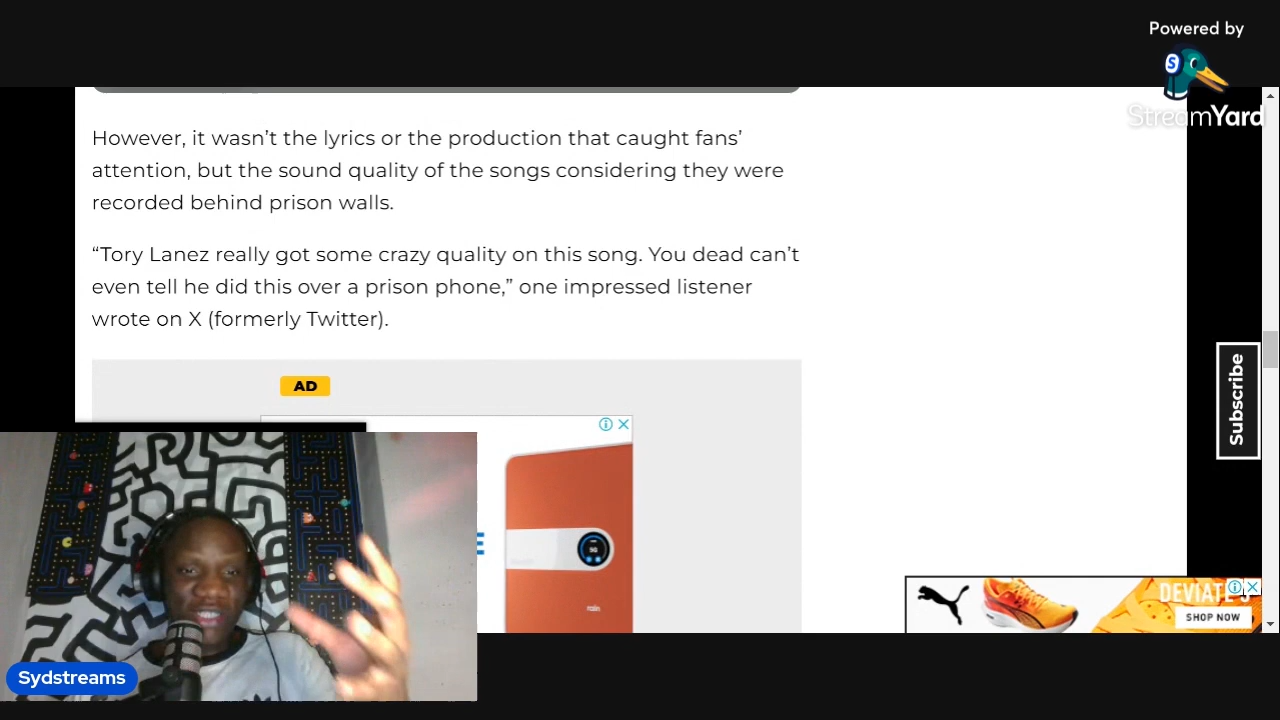 Powered by
StreamYard
However, it wasn’t the lyrics or the production that caught fans’
attention, but the sound quality of the songs considering they were
recorded behind prison walls.
“Tory Lanez really got some crazy quality on this song. You dead can’t
even tell he did this over a prison phone,” one impressed listener
wrote on X (formerly Twitter).
AD
Subscribe
5G
rain
DEVIATE
SHOP NOW
Sydstreams